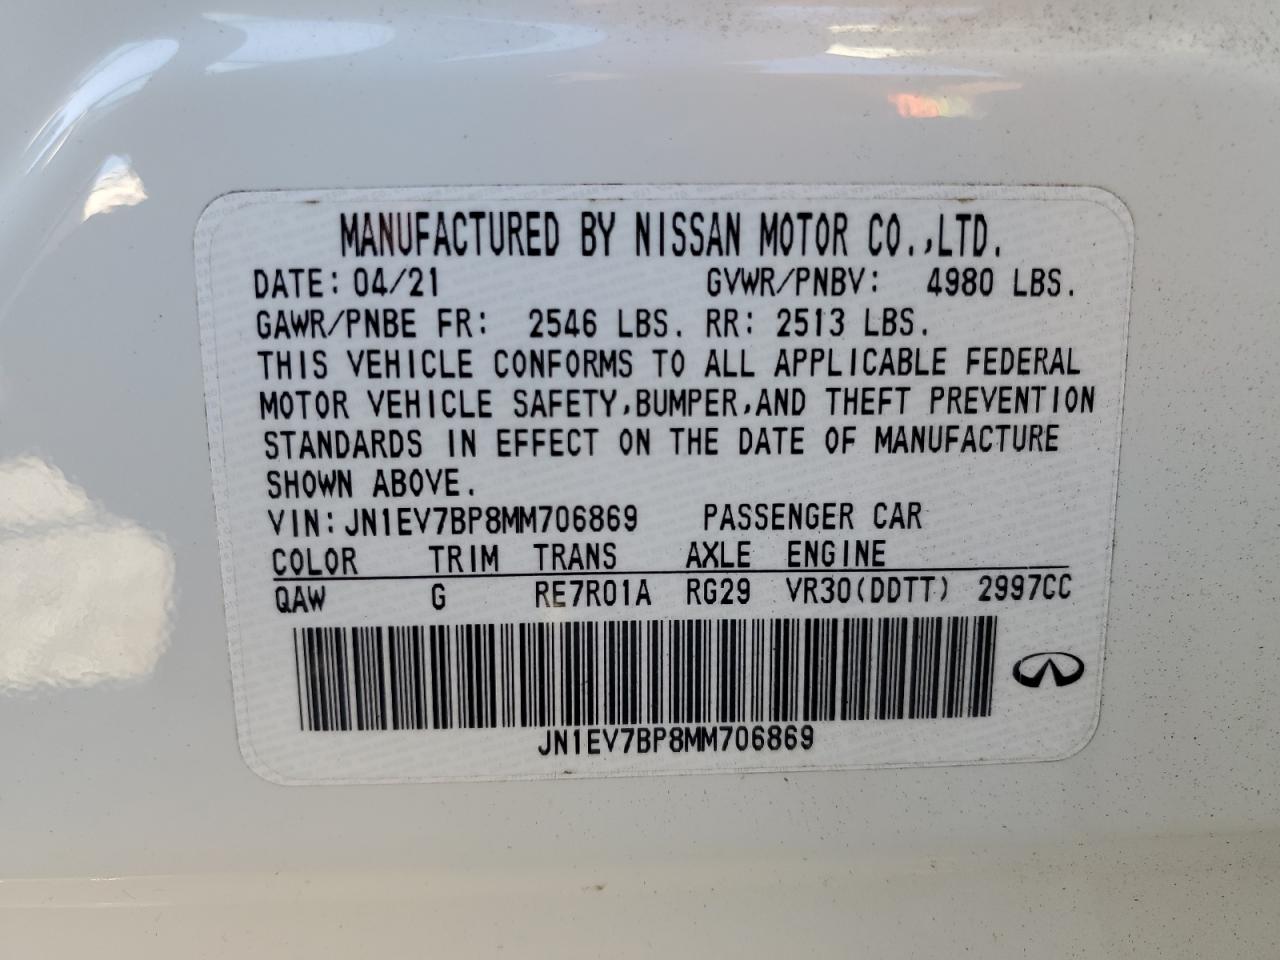 MANUFACTURED BY NISSAN MOTOR CO.,LTD.
DATE: 04/21 GVWR/PNBV: 4980 LBS.
GAWR/PNBE FR: 2546 LBS. RR: 2513 LBS.
THIS VEHICLE CONFORMS TO ALL APPLICABLE FEDERAL
MOTOR VEHICLE SAFETY,BUMPER,AND THEFT PREVENTION
STANDARDS IN EFFECT ON THE DATE OF MANUFACTURE
SHOWN ABOVE.
VIN: JN1EV7BP8MM706869 PASSENGER CAR
COLOR TRIM TRANS AXLE ENGINE
QAW G RE7R01A RG29 VR30(DDTT) 2997CC
JN1EV7BP8MM706869